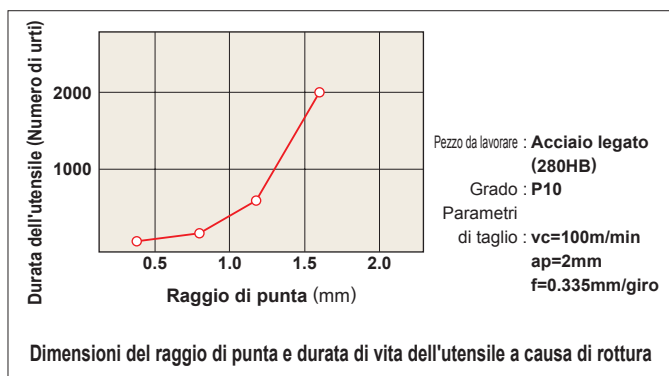 Durata dell'utensile (Numero di urti)
2000
1000
0.5 1.0 1.5 2.0
Raggio di punta (mm)
Pezzo da lavorare : Acciaio legato
(280HB)
Grado : P10
Parametri
di taglio : vc=100m/min
ap=2mm
f=0.335mm/giro
Dimensioni del raggio di punta e durata di vita dell'utensile a causa di rottura